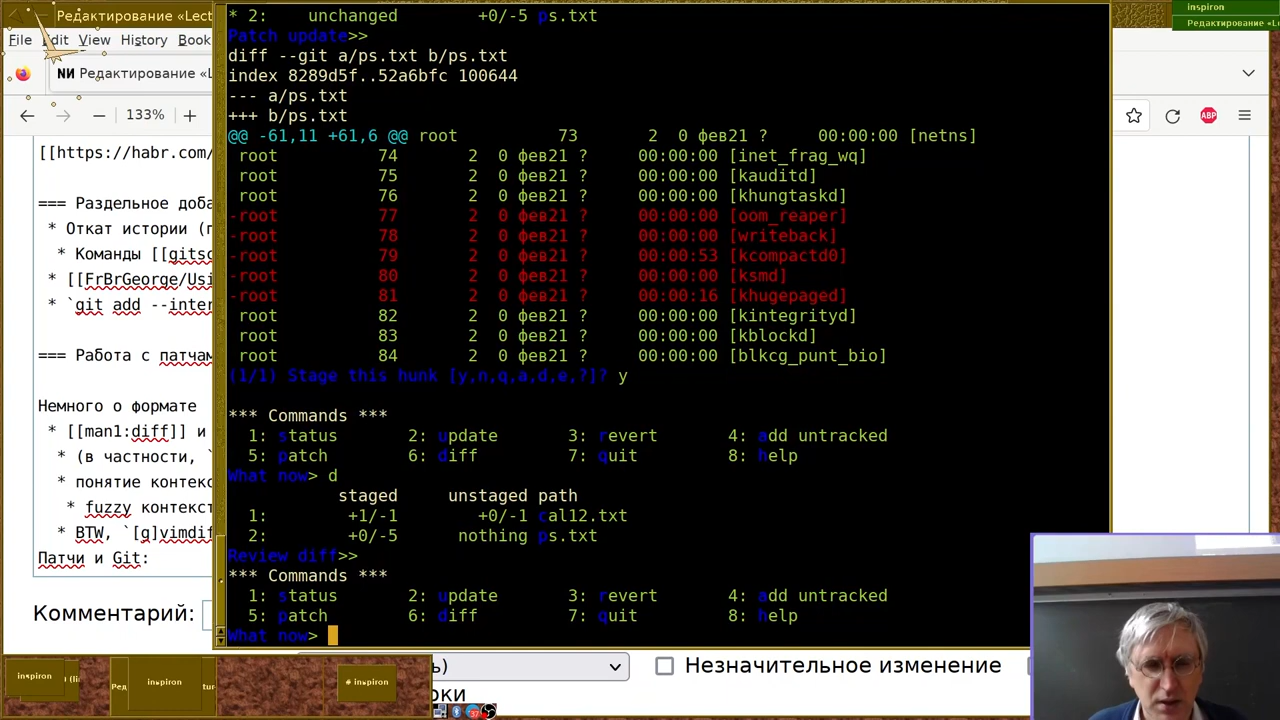 Редактирование «Lect
inspiron
Редактирование «Le
File Edit View History Book
NИ Редактирование «L
133%
ABP
[[https://habr.com/
=== Раздельное доба
* Откат истории (г
* Команды [[gitsc
* [[FrBrGeorge/Usi
* `git add --inter
=== Работа с патчам
Немного о формате
* [[man1:diff]] и
* (в частности, `
* понятие контекс
* fuzzy контекст
* BTW, `[q]vimdif
Патчи и Git:
Комментарий:
* 2:    unchanged        +0/-5 ps.txt
Patch update>>
diff --git a/ps.txt b/ps.txt
index 8289d5f..52a6bfc 100644
--- a/ps.txt
+++ b/ps.txt
@@ -61,11 +61,6 @@ root          73       2  0 фев21 ?     00:00:00 [netns]
 root          74       2  0 фев21 ?     00:00:00 [inet_frag_wq]
 root          75       2  0 фев21 ?     00:00:00 [kauditd]
 root          76       2  0 фев21 ?     00:00:00 [khungtaskd]
-root          77       2  0 фев21 ?     00:00:00 [oom_reaper]
-root          78       2  0 фев21 ?     00:00:00 [writeback]
-root          79       2  0 фев21 ?     00:00:53 [kcompactd0]
-root          80       2  0 фев21 ?     00:00:00 [ksmd]
-root          81       2  0 фев21 ?     00:00:16 [khugepaged]
 root          82       2  0 фев21 ?     00:00:00 [kintegrityd]
 root          83       2  0 фев21 ?     00:00:00 [kblockd]
 root          84       2  0 фев21 ?     00:00:00 [blkcg_punt_bio]
(1/1) Stage this hunk [y,n,q,a,d,e,?]? y
*** Commands ***
  1: status       2: update       3: revert       4: add untracked
  5: patch        6: diff         7: quit         8: help
What now> d
           staged     unstaged path
  1:        +1/-1        +0/-1 cal12.txt
  2:        +0/-5      nothing ps.txt
Review diff>>
*** Commands ***
  1: status       2: update       3: revert       4: add untracked
  5: patch        6: diff         7: quit         8: help
What now>
Незначительное изменение
inspiron
Ред
inspiron
tur-
# inspiron
37